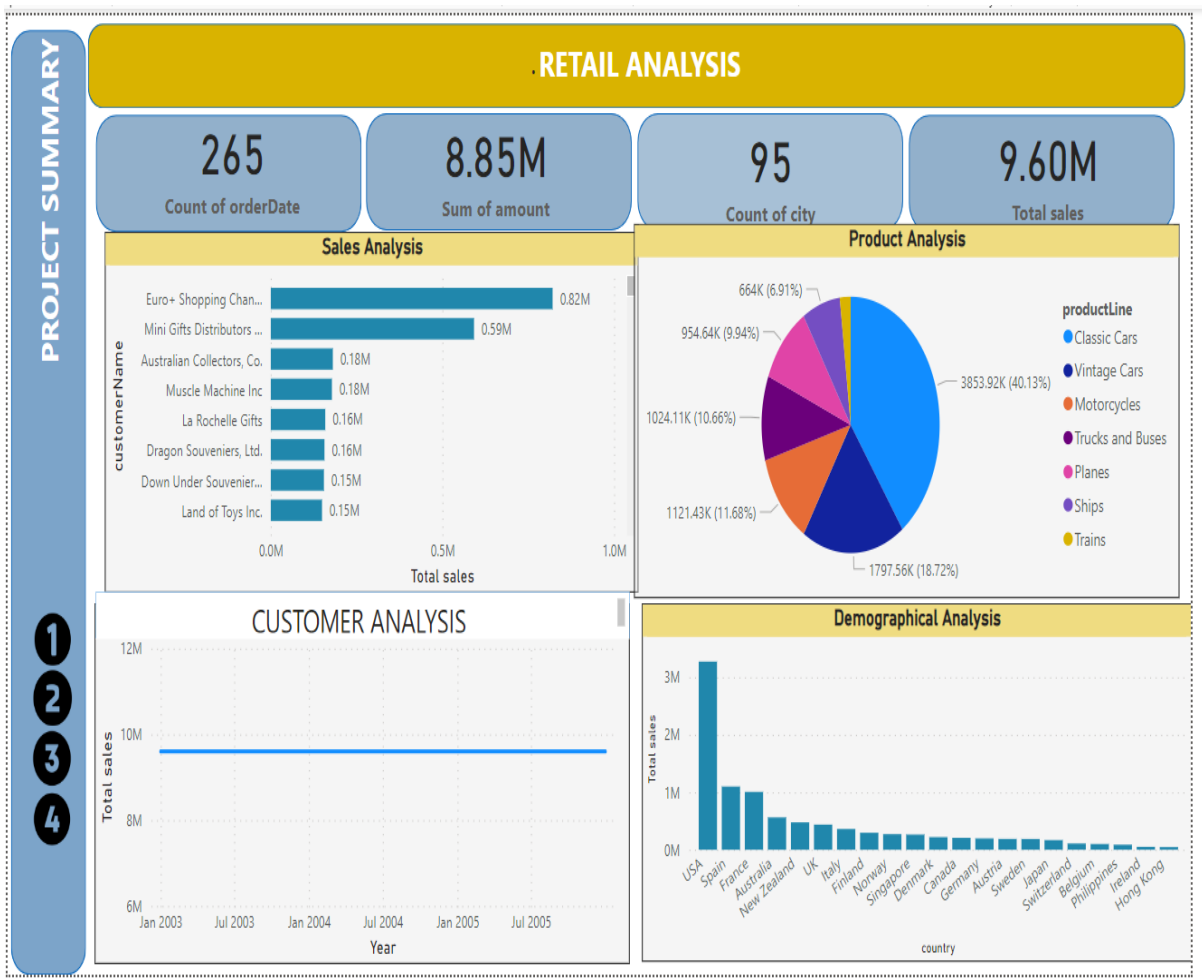 PROJECT SUMMARY
. RETAIL ANALYSIS
265
Count of orderDate
8.85M
Sum of amount
95
Count of city
9.60M
Total sales
Sales Analysis
customerName
Euro+ Shopping Chan... 0.82M
Mini Gifts Distributors ... 0.59M
Australian Collectors, Co. 0.18M
Muscle Machine Inc 0.18M
La Rochelle Gifts 0.16M
Dragon Souveniers, Ltd. 0.16M
Down Under Souvenier... 0.15M
Land of Toys Inc. 0.15M
0.0M 0.5M 1.0M
Total sales
Product Analysis
664K (6.91%)
954.64K (9.94%)
1024.11K (10.66%)
1121.43K (11.68%)
1797.56K (18.72%)
3853.92K (40.13%)
productLine
Classic Cars
Vintage Cars
Motorcycles
Trucks and Buses
Planes
Ships
Trains
1
2
3
4
CUSTOMER ANALYSIS
Total sales
12M
10M
8M
6M
Jan 2003 Jul 2003 Jan 2004 Jul 2004 Jan 2005 Jul 2005
Year
Demographical Analysis
Total sales
3M
2M
1M
0M
USA
Spain
France
Australia
New Zealand
UK
Italy
Finland
Norway
Singapore
Denmark
Canada
Germany
Austria
Sweden
Japan
Switzerland
Belgium
Philippines
Ireland
Hong Kong
country